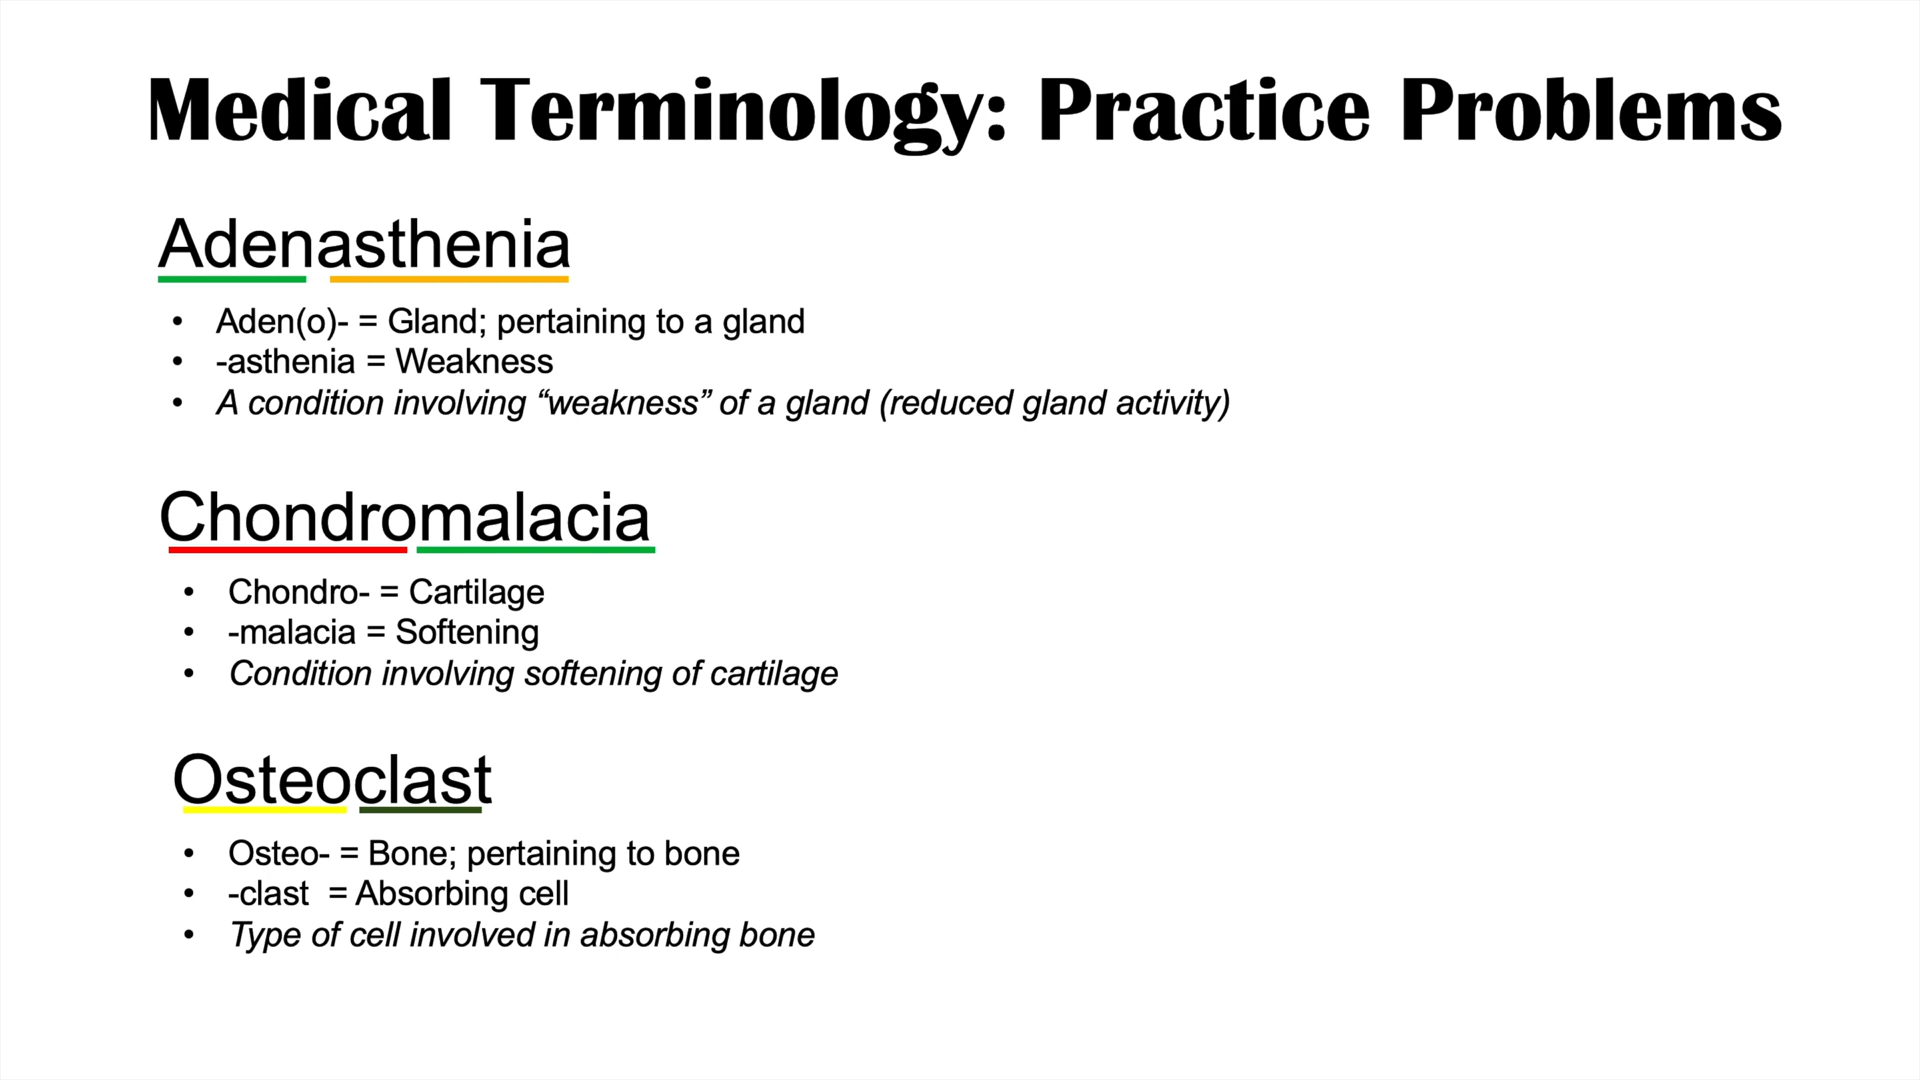 Medical Terminology: Practice Problems
Adenasthenia
• Aden(o)- = Gland; pertaining to a gland
• -asthenia = Weakness
• A condition involving “weakness” of a gland (reduced gland activity)
Chondromalacia
• Chondro- = Cartilage
• -malacia = Softening
• Condition involving softening of cartilage
Osteoclast
• Osteo- = Bone; pertaining to bone
• -clast = Absorbing cell
• Type of cell involved in absorbing bone